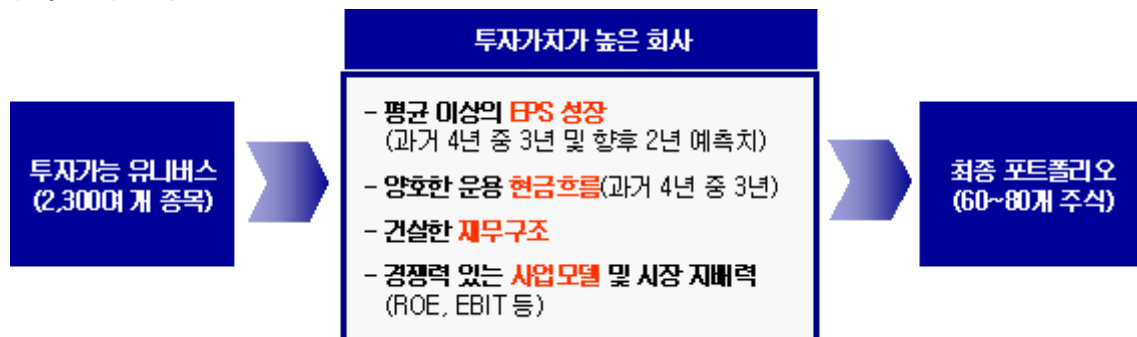 투자가치가 높은 회사
투자가능 유니버스
(2,300여 개 종목)
- 평균 이상의 EPS 성장
(과거 4년 중 3년 및 향후 2년 예측치)
- 양호한 운용 현금흐름(과거 4년 중 3년)
- 건실한 재무구조
- 경쟁력 있는 사업모델 및 시장 지배력
(ROE, EBIT 등)
최종 포트폴리오
(60~80개 주식)